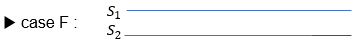 ▶ case F : S₁
S₂